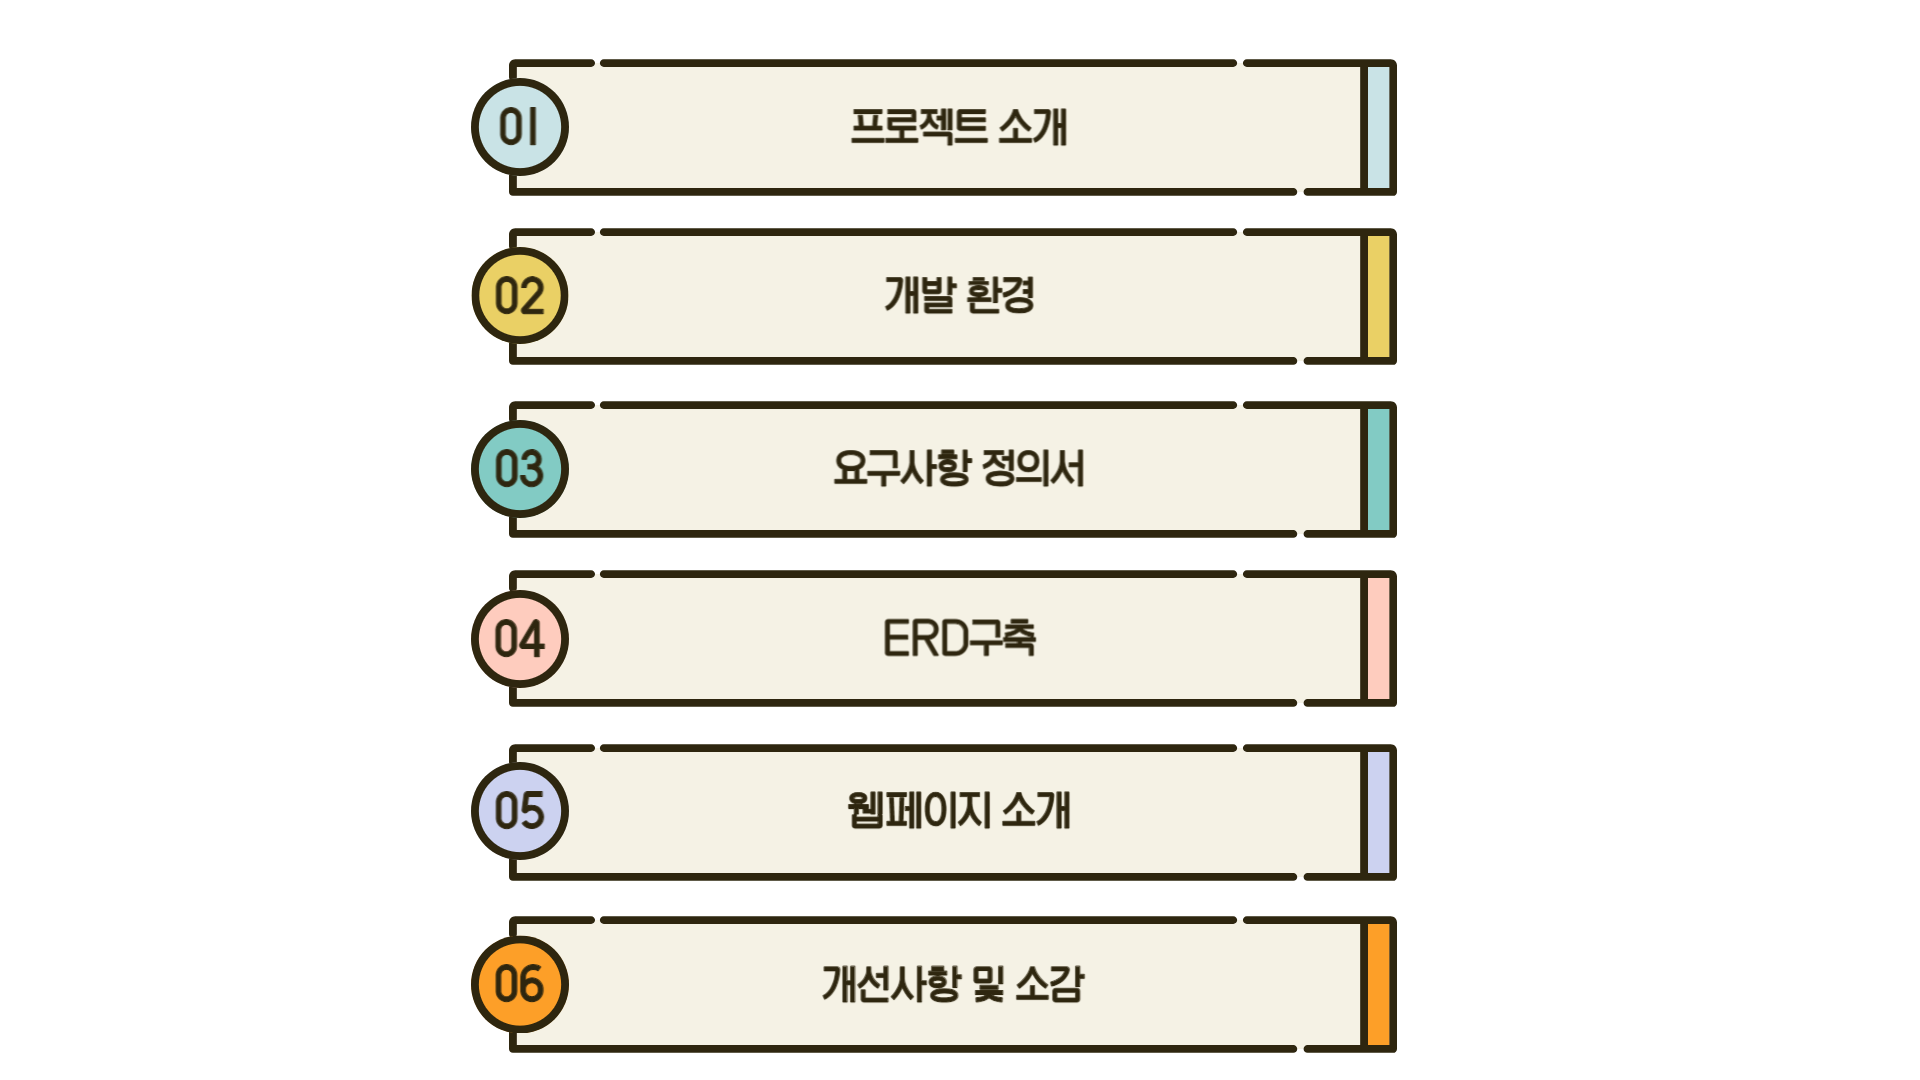 01
프로젝트 소개
02
개발 환경
03
요구사항 정의서
04
ERD구축
05
웹페이지 소개
06
개선사항 및 소감